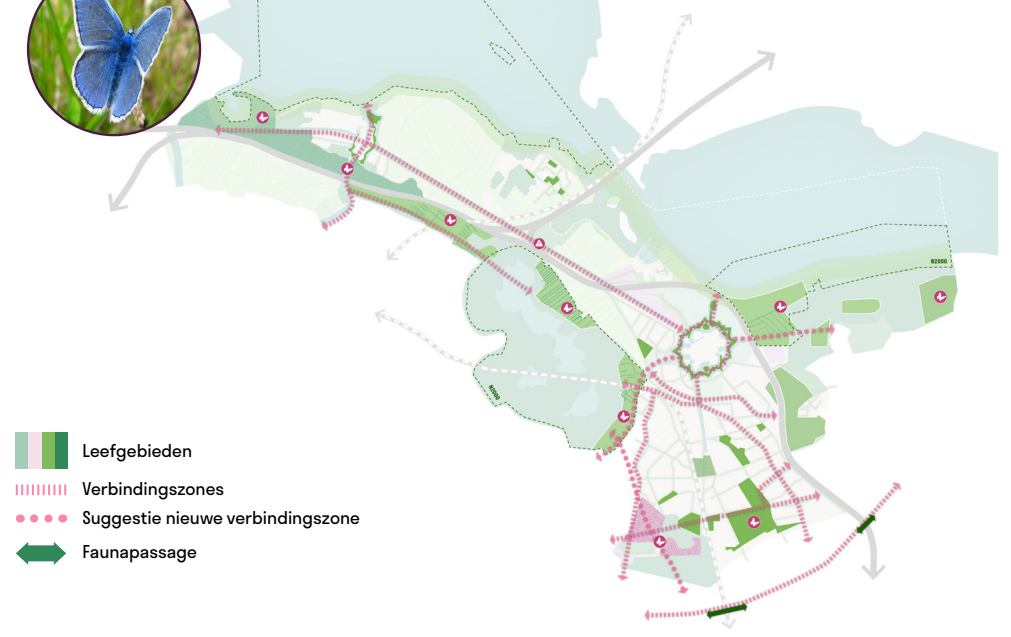 N2000
N2000
Leefgebieden
Verbindingszones
Suggestie nieuwe verbindingszone
Faunapassage